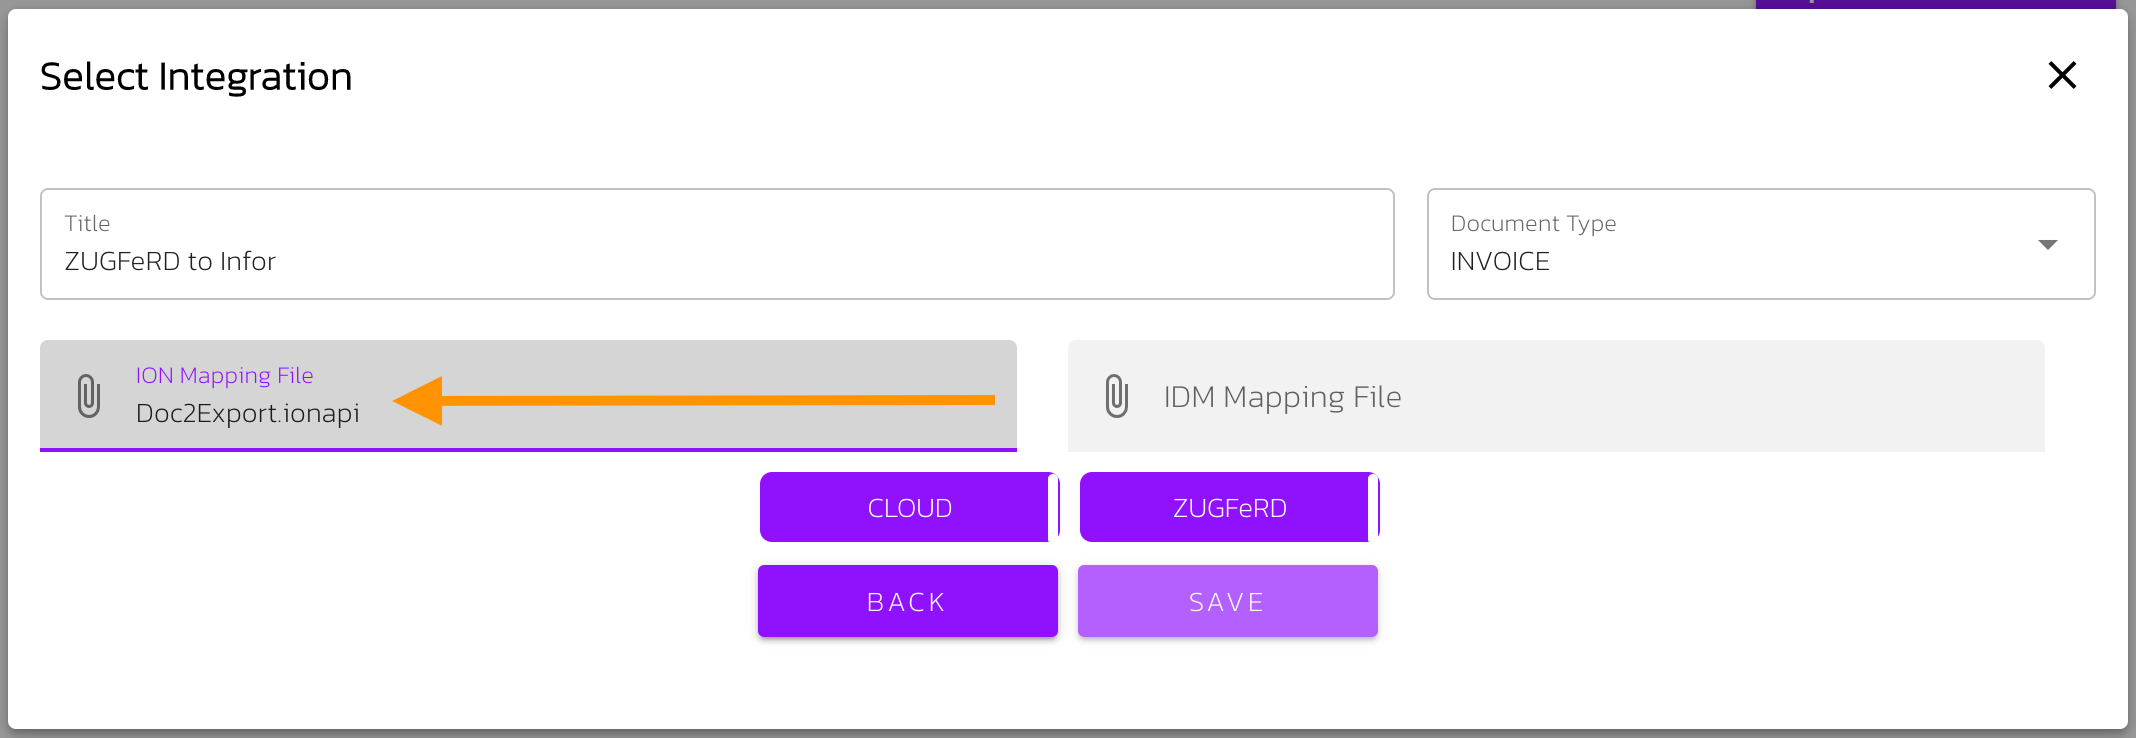 Select Integration
Title
ZUGFeRD to Infor
Document Type
INVOICE
ION Mapping File
Doc2Export.ionapi
IDM Mapping File
CLOUD
ZUGFeRD
BACK
SAVE